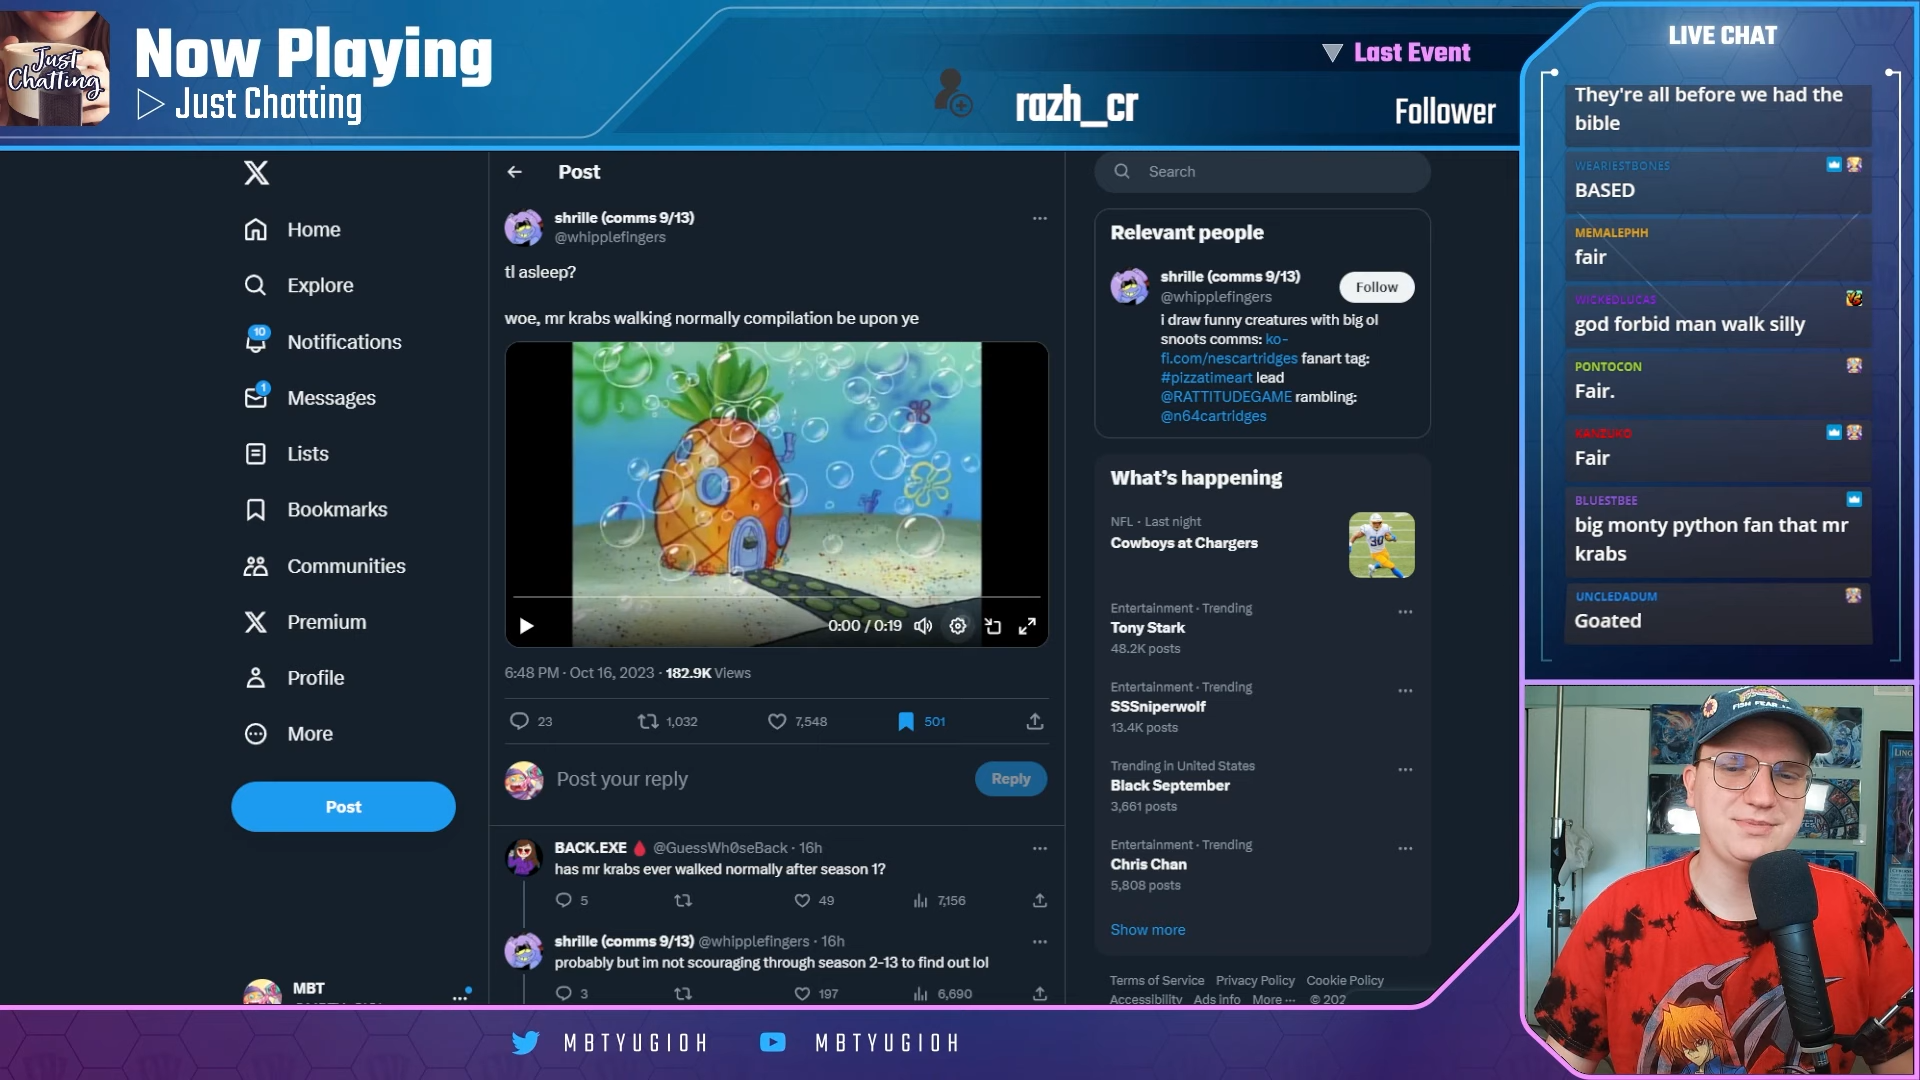 Just
Chatting
Now Playing
Just Chatting
Last Event
razh_cr
Follower
LIVE CHAT
They're all before we had the
bible
WEARIESTBONES
BASED
MEMALEPHH
fair
WICKEDLUCAS
god forbid man walk silly
PONTOCON
Fair.
KANZUKO
Fair
BLUESTBEE
big monty python fan that mr
krabs
UNCLEDADUM
Goated
X
Home
Explore
10
Notifications
1
Messages
Lists
Bookmarks
Communities
Premium
Profile
More
Post
MBT
Post
shrille (comms 9/13)
@whipplefingers
tl asleep?
woe, mr krabs walking normally compilation be upon ye
0:00 / 0:19
6:48 PM · Oct 16, 2023 · 182.9K Views
23 1,032 7,548 501
Post your reply
Reply
BACK.EXE @GuessWh0seBack · 16h
has mr krabs ever walked normally after season 1?
5 49 7,156
shrille (comms 9/13) @whipplefingers · 16h
probably but im not scouraging through season 2-13 to find out lol
3 197 6,690
Search
Relevant people
shrille (comms 9/13)
@whipplefingers
Follow
i draw funny creatures with big ol
snoots comms: ko-
fi.com/nescartridges fanart tag:
#pizzatimeart lead
@RATTITUDEGAME rambling:
@n64cartridges
What's happening
NFL · Last night
Cowboys at Chargers
30
Entertainment · Trending
Tony Stark
48.2K posts
Entertainment · Trending
SSSniperwolf
13.4K posts
Trending in United States
Black September
3,661 posts
Entertainment · Trending
Chris Chan
5,808 posts
Show more
Terms of Service Privacy Policy Cookie Policy
Accessibility Ads info More ··· © 202
MBTYUGIOH MBTYUGIOH